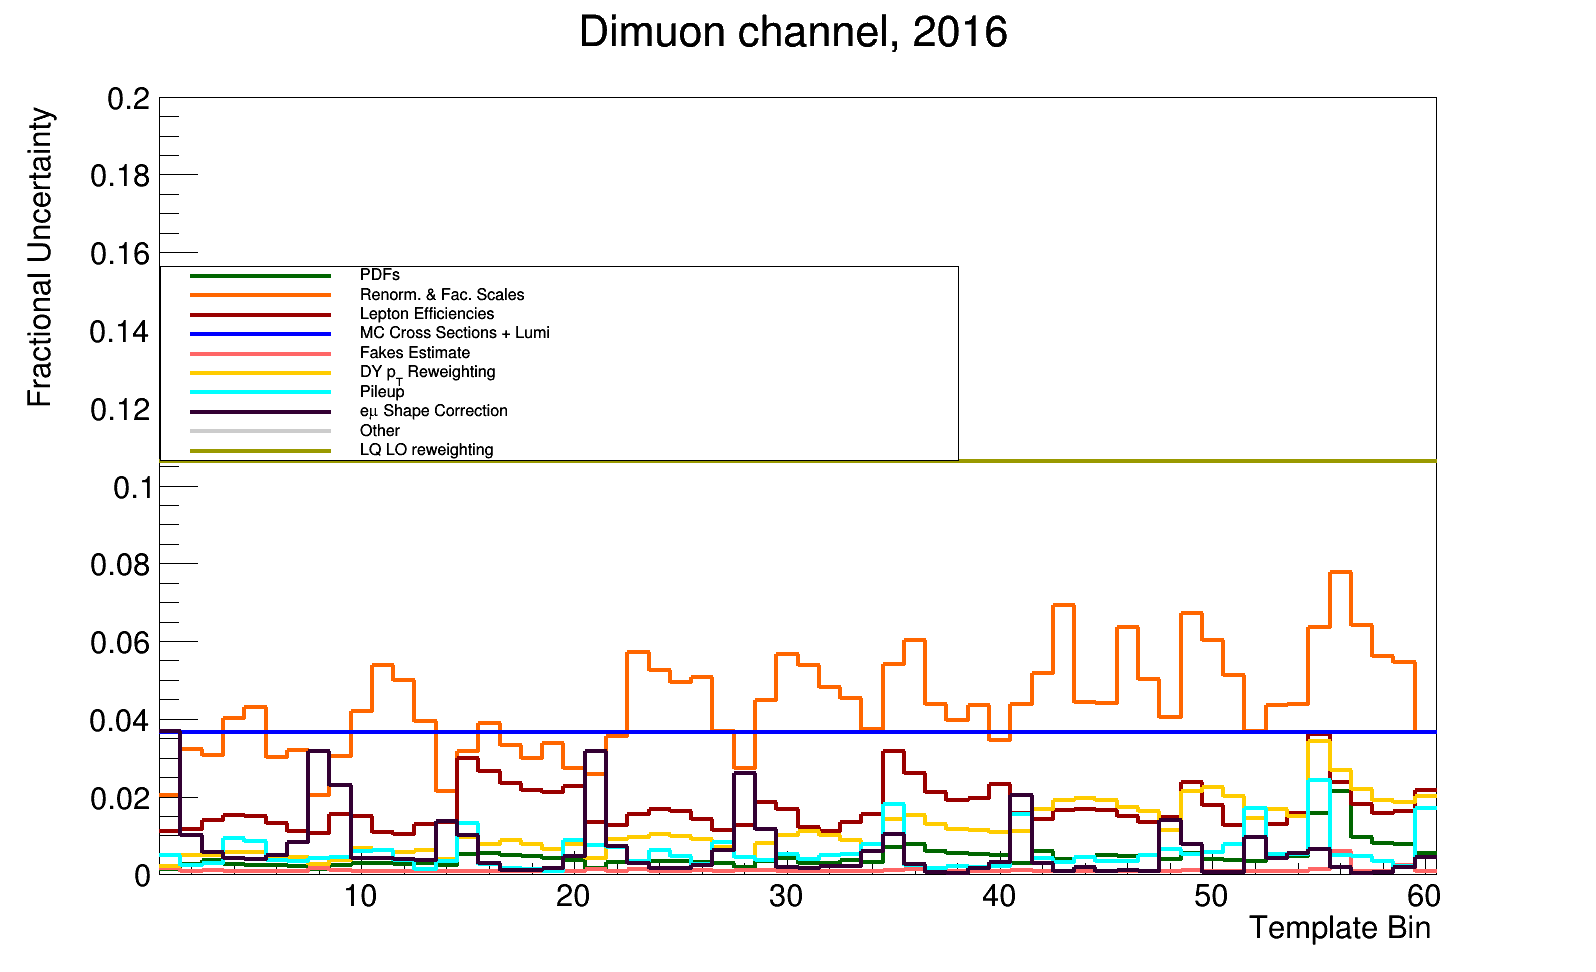 Dimuon channel, 2016
Fractional Uncertainty
0.2
0.18
0.16
0.14
0.12
0.1
0.08
0.06
0.04
0.02
0
PDFs
Renorm. & Fac. Scales
Lepton Efficiencies
MC Cross Sections + Lumi
Fakes Estimate
DY pT Reweighting
Pileup
eμ Shape Correction
Other
LQ LO reweighting
10 20 30 40 50 60
Template Bin